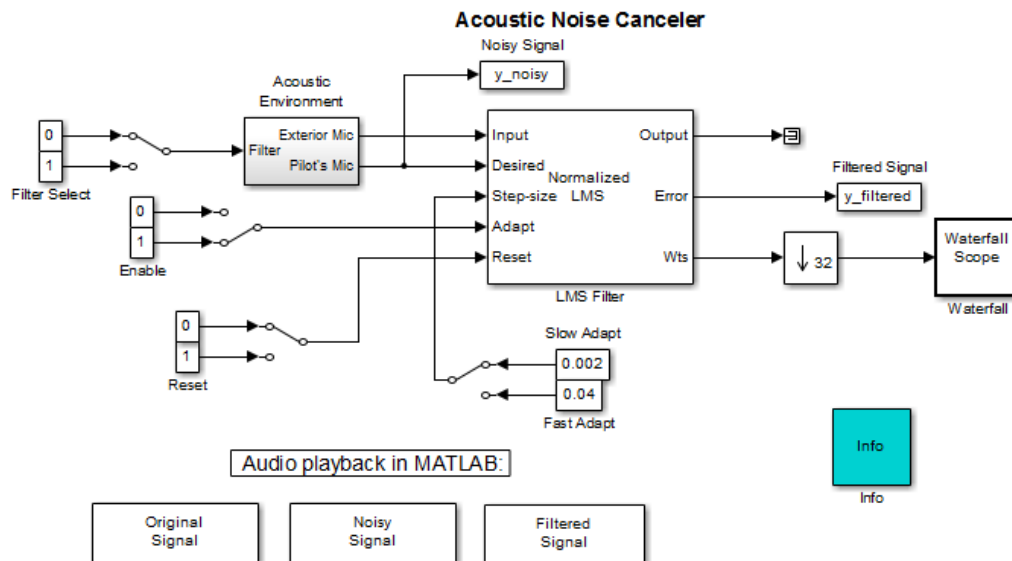 Acoustic Noise Canceler
Noisy Signal
y_noisy
Acoustic
Environment
Filter
Exterior Mic
Pilot's Mic
0
1
Filter Select
0
1
Enable
0
1
Reset
Input
Desired
Step-size
Adapt
Reset
Normalized
LMS
Output
Error
Wts
LMS Filter
Filtered Signal
y_filtered
32
Waterfall
Scope
Waterfall
Slow Adapt
0.002
0.04
Fast Adapt
Info
Info
Audio playback in MATLAB:
Original
Signal
Noisy
Signal
Filtered
Signal